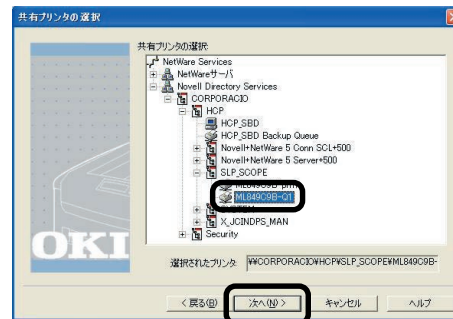 共有プリンタの選択
共有プリンタの選択
NetWare Services
NetWareサーバ
Novell Directory Services
CORPORACIO
HCP
HCP_SBD
HCP_SBD Backup Queue
Novell+NetWare 5 Conn SCL+500
Novell+NetWare 5 Server+500
SLP_SCOPE
ML849C9B-Q1
X_JCINDPS_MAN
Security
OKI
選択されたプリンタ ¥¥CORPORACIO¥HCP¥SLP_SCOPE¥ML849C9B-
< 戻る(B) 次へ(N) > キャンセル ヘルプ